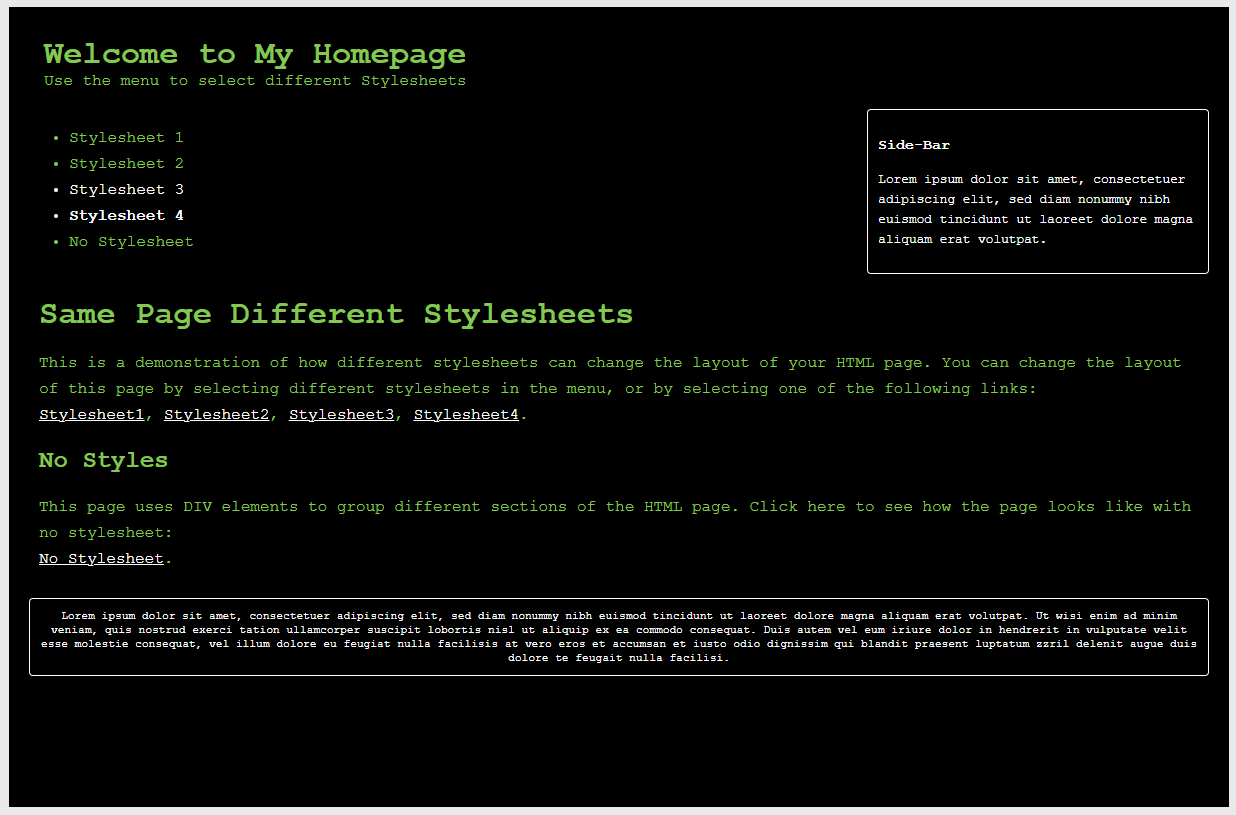 Welcome to My Homepage
Use the menu to select different Stylesheets
• Stylesheet 1
• Stylesheet 2
• Stylesheet 3
• Stylesheet 4
• No Stylesheet
Side-Bar
Lorem ipsum dolor sit amet, consectetuer
adipiscing elit, sed diam nonummy nibh
euismod tincidunt ut laoreet dolore magna
aliquam erat volutpat.
Same Page Different Stylesheets
This is a demonstration of how different stylesheets can change the layout of your HTML page. You can change the layout
of this page by selecting different stylesheets in the menu, or by selecting one of the following links:
Stylesheet1, Stylesheet2, Stylesheet3, Stylesheet4.
No Styles
This page uses DIV elements to group different sections of the HTML page. Click here to see how the page looks like with
no stylesheet:
No Stylesheet.
Lorem ipsum dolor sit amet, consectetuer adipiscing elit, sed diam nonummy nibh euismod tincidunt ut laoreet dolore magna aliquam erat volutpat. Ut wisi enim ad minim
veniam, quis nostrud exerci tation ullamcorper suscipit lobortis nisl ut aliquip ex ea commodo consequat. Duis autem vel eum iriure dolor in hendrerit in vulputate velit
esse molestie consequat, vel illum dolore eu feugiat nulla facilisis at vero eros et accumsan et iusto odio dignissim qui blandit praesent luptatum zzril delenit augue duis
dolore te feugait nulla facilisi.